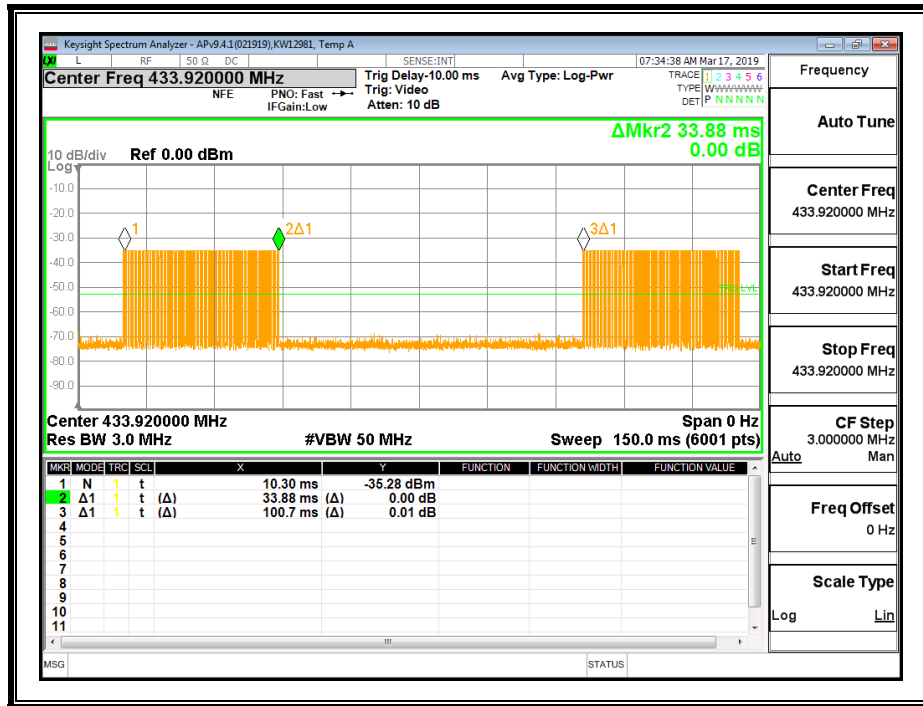 Keysight Spectrum Analyzer - APv9.4.1(021919),KW12981, Temp A
LXI L RF 50 Ω DC SENSE:INT 07:34:38 AM Mar 17, 2019
Center Freq 433.920000 MHz
NFE
PNO: Fast
IFGain:Low
Trig Delay-10.00 ms
Trig: Video
Atten: 10 dB
Avg Type: Log-Pwr
TRACE 1 2 3 4 5 6
TYPE WWWWWWW
DET P N N N N N
ΔMkr2 33.88 ms
0.00 dB
10 dB/div Ref 0.00 dBm
Log
-10.0
-20.0
-30.0
-40.0
-50.0
-60.0
-70.0
-80.0
-90.0
1
2Δ1
3Δ1
TRIG LVL
Center 433.920000 MHz Span 0 Hz
Res BW 3.0 MHz #VBW 50 MHz Sweep 150.0 ms (6001 pts)
MKR MODE TRC SCL X Y FUNCTION FUNCTION WIDTH FUNCTION VALUE
1 N 1 t 10.30 ms -35.28 dBm
2 Δ1 1 t (Δ) 33.88 ms (Δ) 0.00 dB
3 Δ1 1 t (Δ) 100.7 ms (Δ) 0.01 dB
4
5
6
7
8
9
10
11
MSG STATUS
Frequency
Auto Tune
Center Freq
433.920000 MHz
Start Freq
433.920000 MHz
Stop Freq
433.920000 MHz
CF Step
3.000000 MHz
Auto Man
Freq Offset
0 Hz
Scale Type
Log Lin